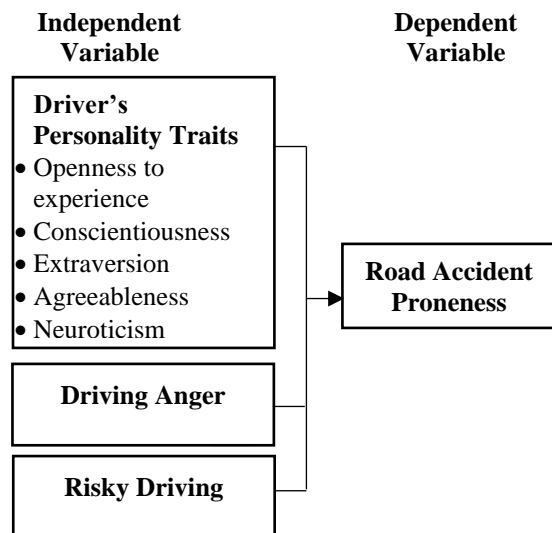 Independent
Variable
Dependent
Variable
Driver’s
Personality Traits
• Openness to
experience
• Conscientiousness
• Extraversion
• Agreeableness
• Neuroticism
Driving Anger
Risky Driving
Road Accident
Proneness